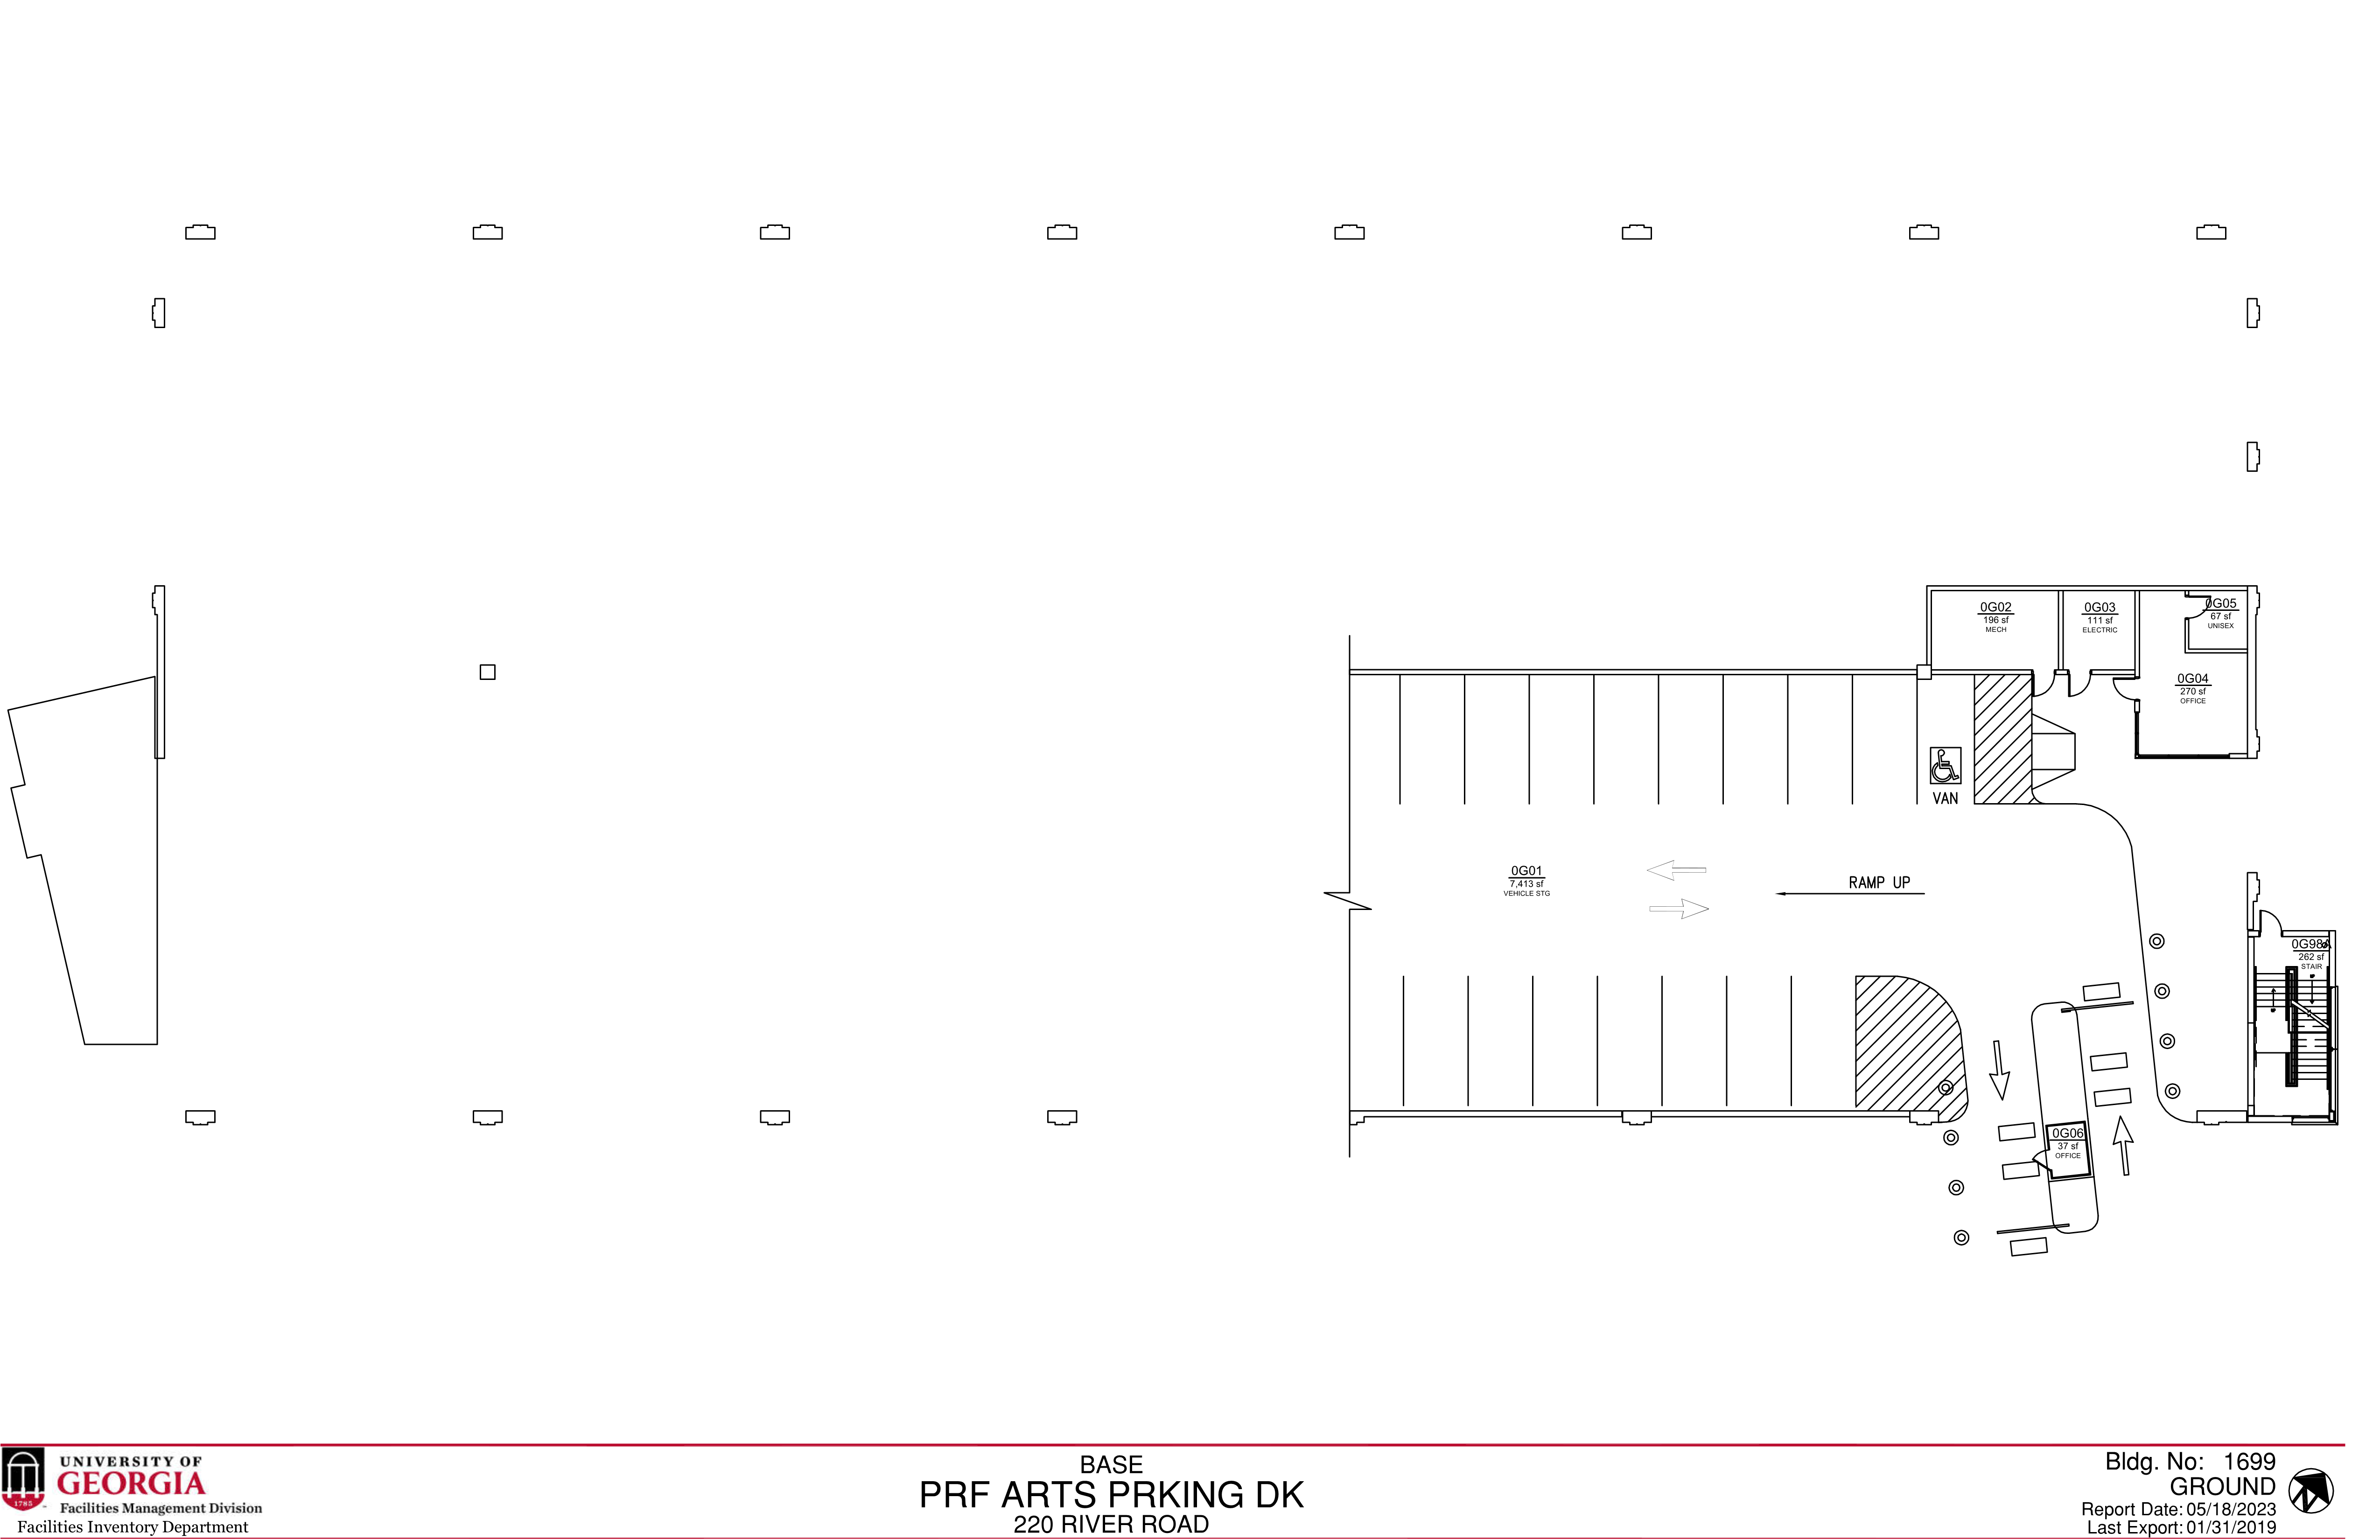 0G02
196 sf
MECH
0G03
111 sf
ELECTRIC
0G05
67 sf
UNISEX
0G04
270 sf
OFFICE
VAN
0G01
7,413 sf
VEHICLE STG
RAMP UP
0G98A
262 sf
STAIR
UP
UP
0G06
37 sf
OFFICE
1785
UNIVERSITY OF
GEORGIA
Facilities Management Division
Facilities Inventory Department
BASE
PRF ARTS PRKING DK
220 RIVER ROAD
Bldg. No: 1699
GROUND
Report Date: 05/18/2023
Last Export: 01/31/2019